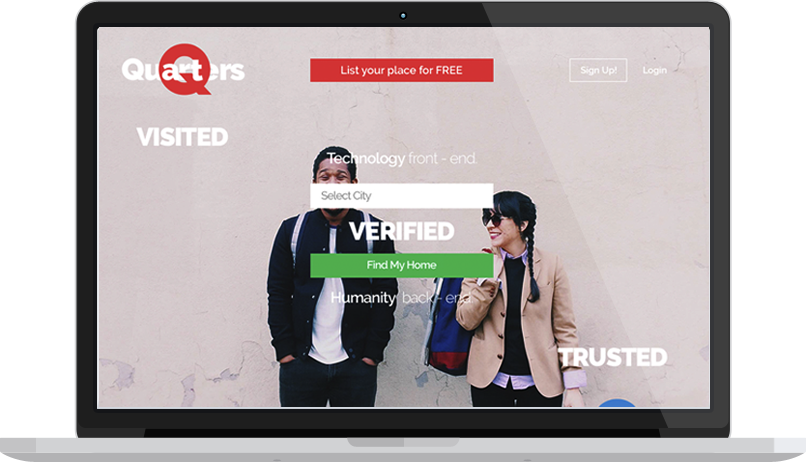 Quarters
List your place for FREE
Sign Up!
Login
VISITED
Technology front - end.
Select City
VERIFIED
Find My Home
Humanity back - end.
TRUSTED